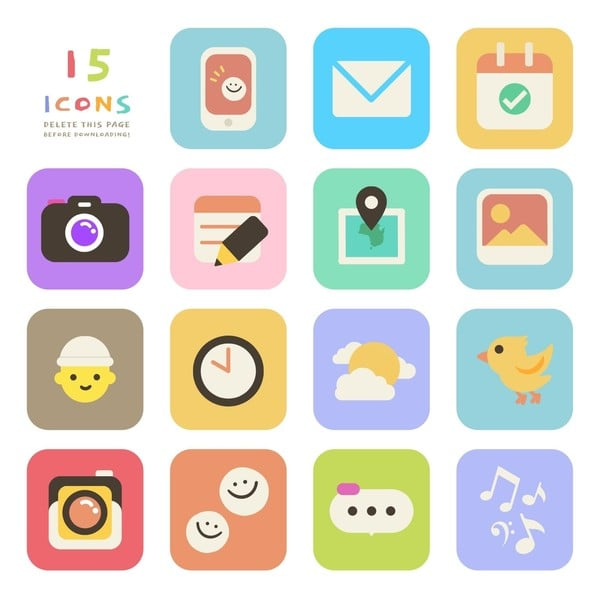 15
ICONS
DELETE THIS PAGE
BEFORE DOWNLOADING!